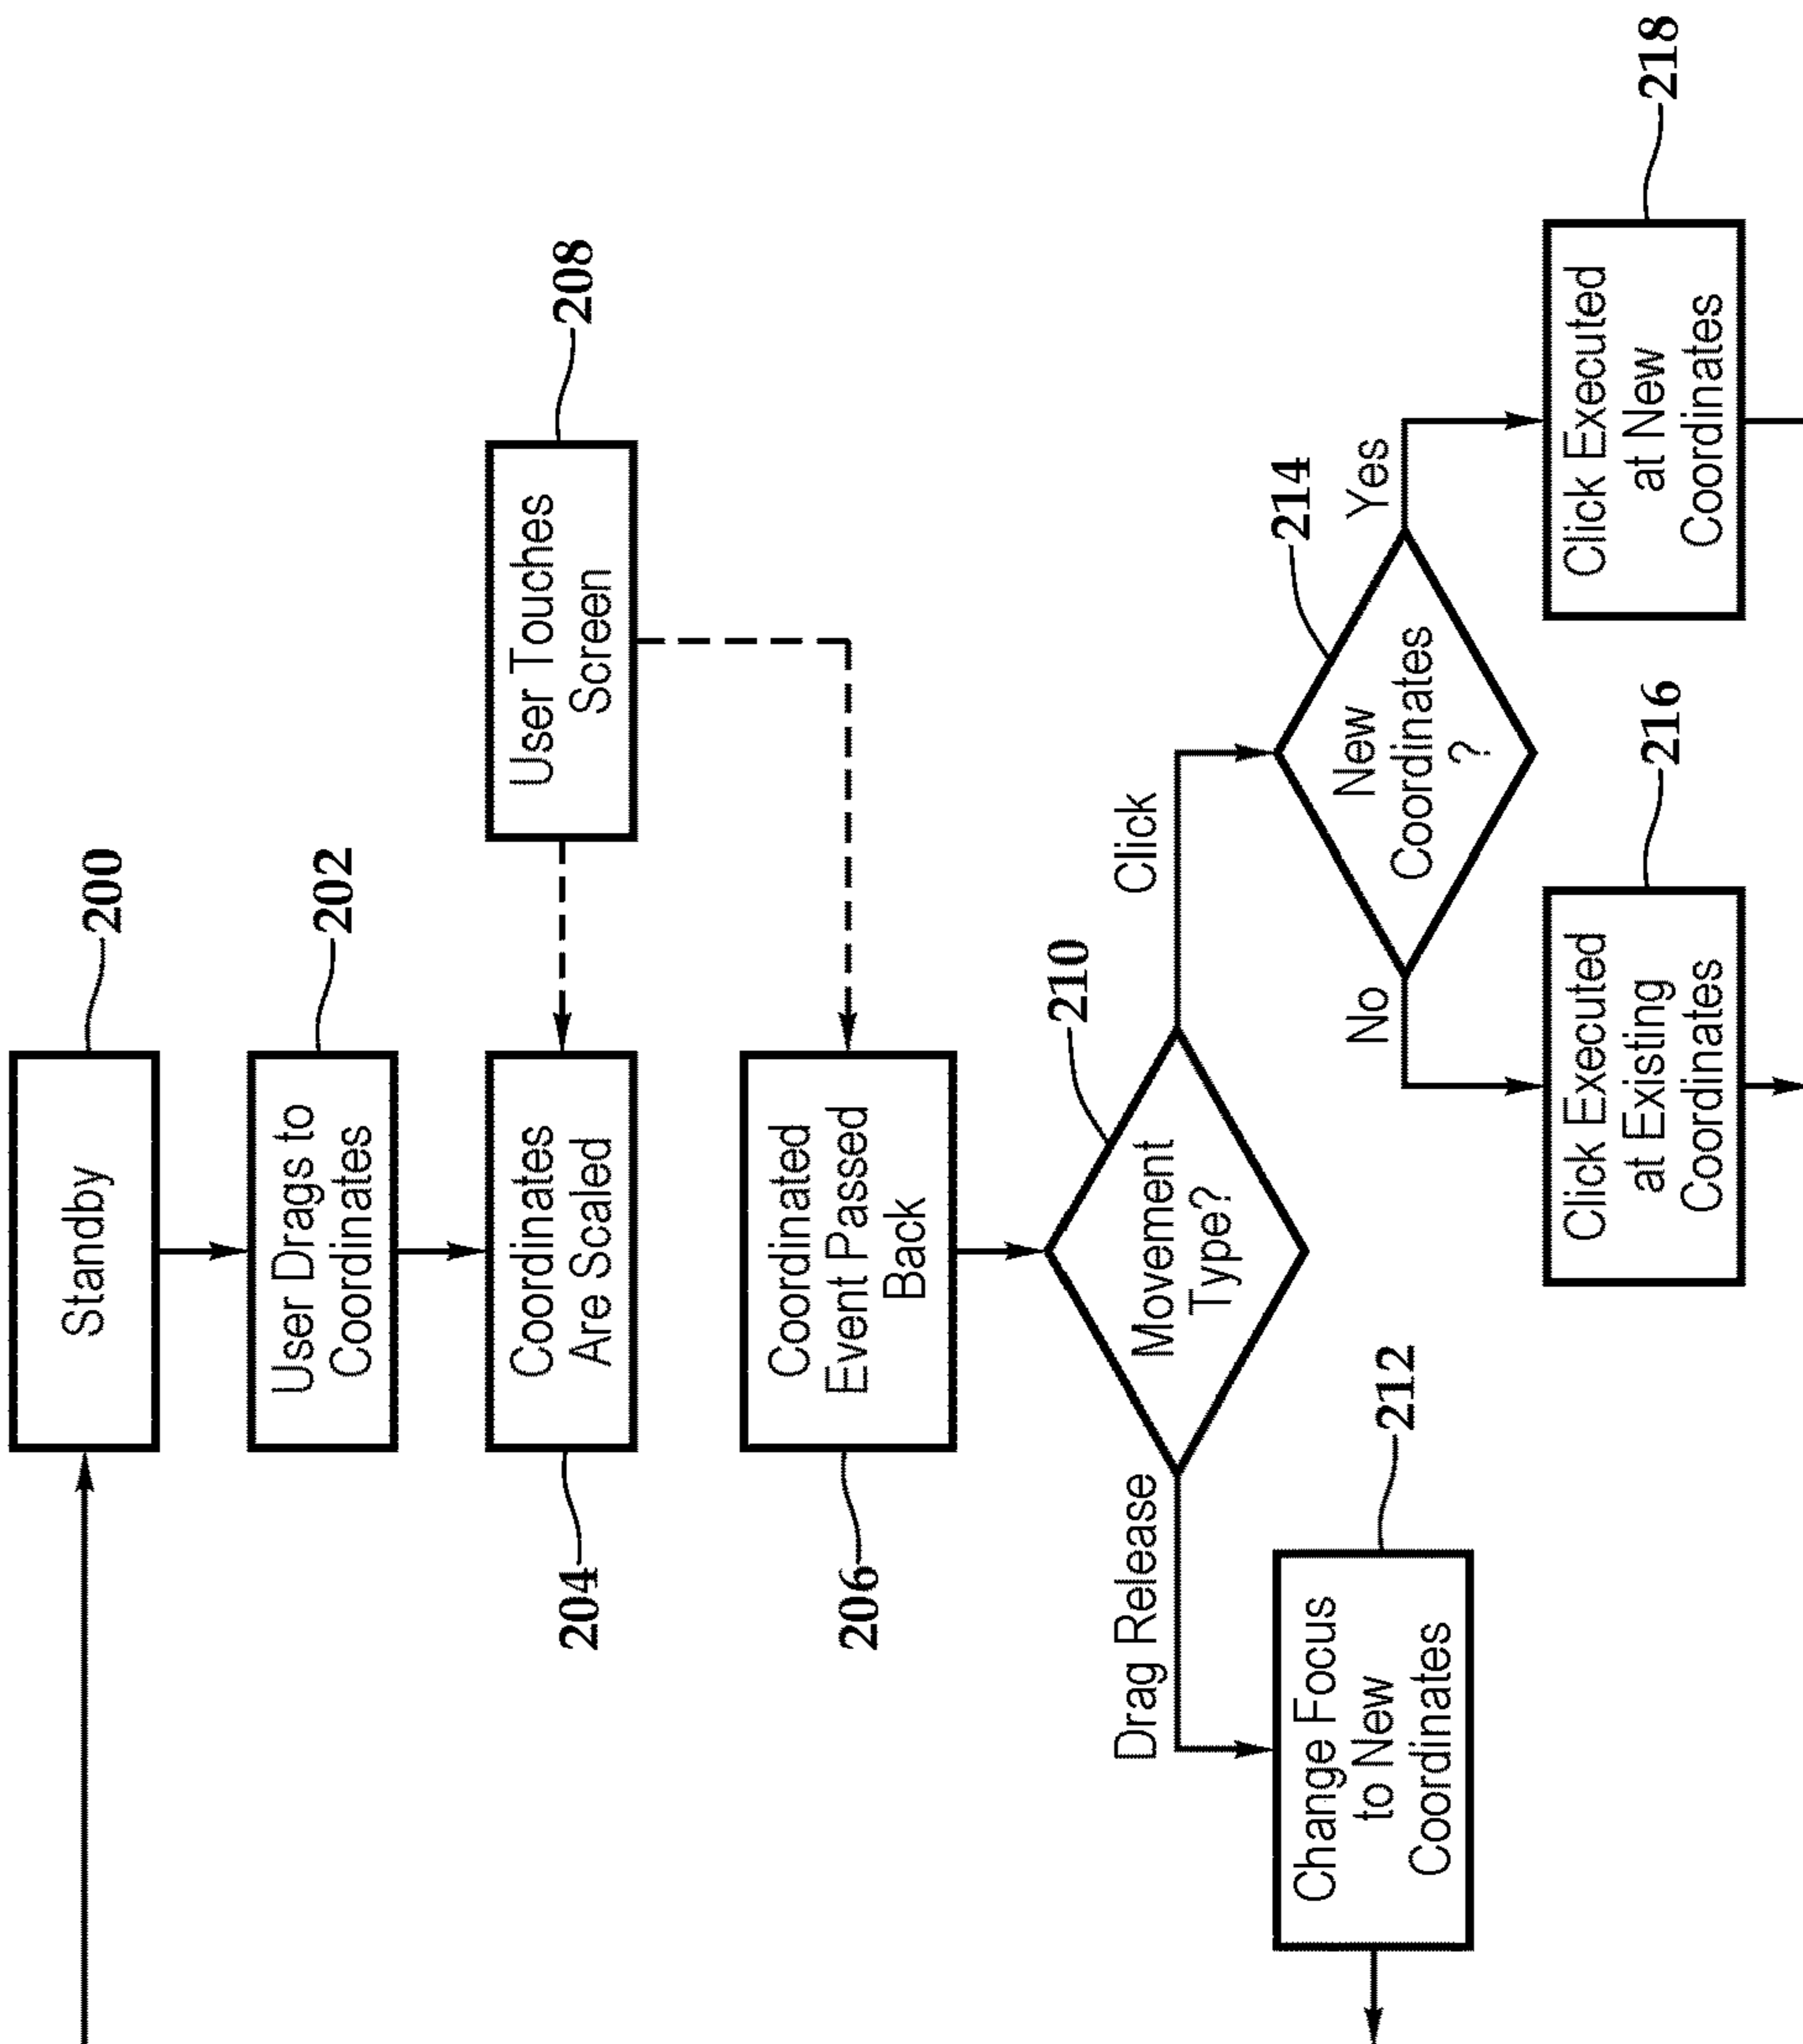 Standby
200
User Drags to
Coordinates
202
Coordinates
Are Scaled
204
User Touches
Screen
208
Coordinated
Event Passed
Back
206
Movement
Type?
210
Drag Release
Click
Change Focus
to New
Coordinates
212
New
Coordinates
?
214
No
Yes
Click Executed
at Existing
Coordinates
216
Click Executed
at New
Coordinates
218